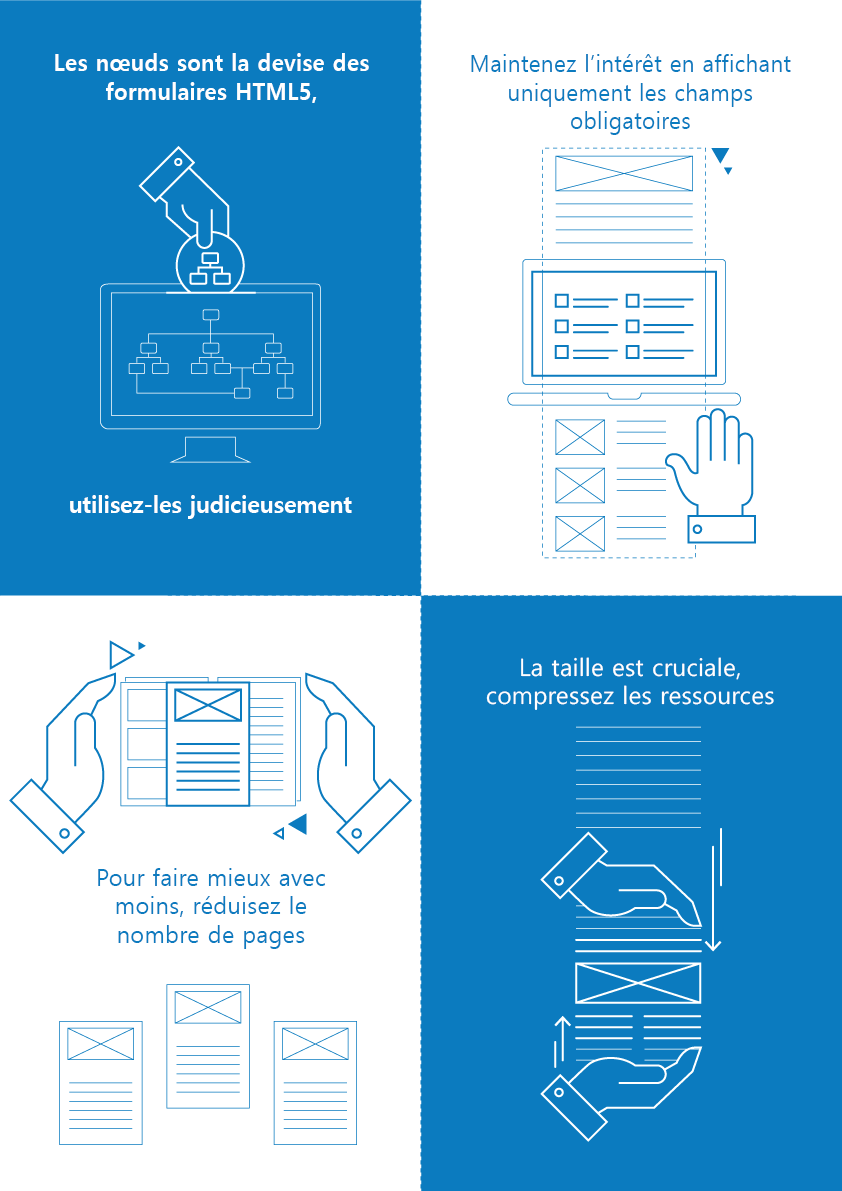 Les nœuds sont la devise des
formulaires HTML5,
utilisez-les judicieusement
Maintenez l’intérêt en affichant
uniquement les champs
obligatoires
Pour faire mieux avec
moins, réduisez le
nombre de pages
La taille est cruciale,
compressez les ressources